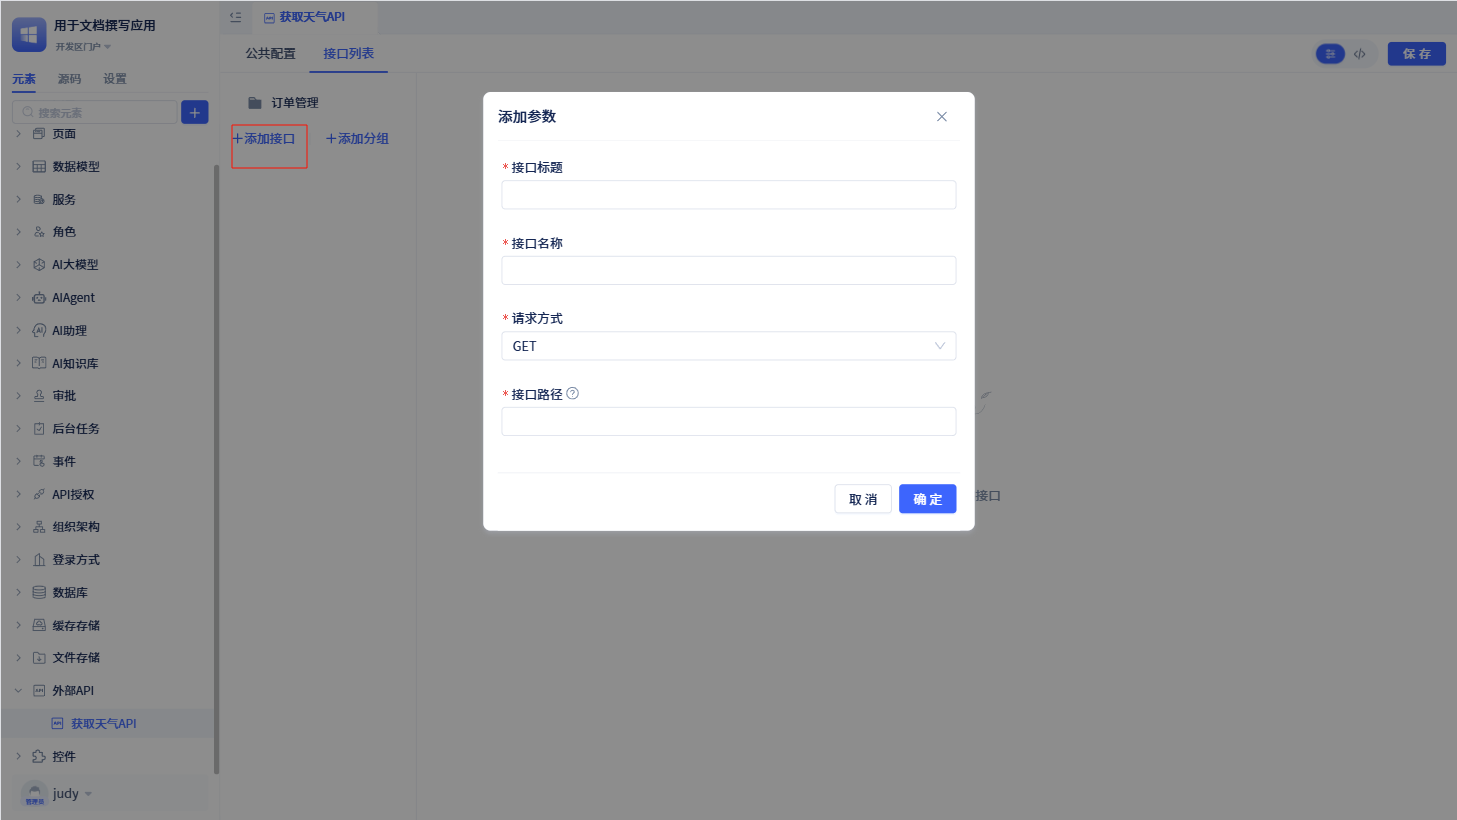 用于文档撰写应用
开发区门户
元素
源码
设置
搜索元素
页面
数据模型
服务
角色
AI大模型
AIAgent
AI助理
AI知识库
审批
后台任务
事件
API授权
组织架构
登录方式
数据库
缓存存储
文件存储
外部API
获取天气API
控件
管理员
judy
获取天气API
公共配置
接口列表
保 存
订单管理
+添加接口
+添加分组
添加参数
* 接口标题
* 接口名称
* 请求方式
GET
* 接口路径
取 消
确 定
接口